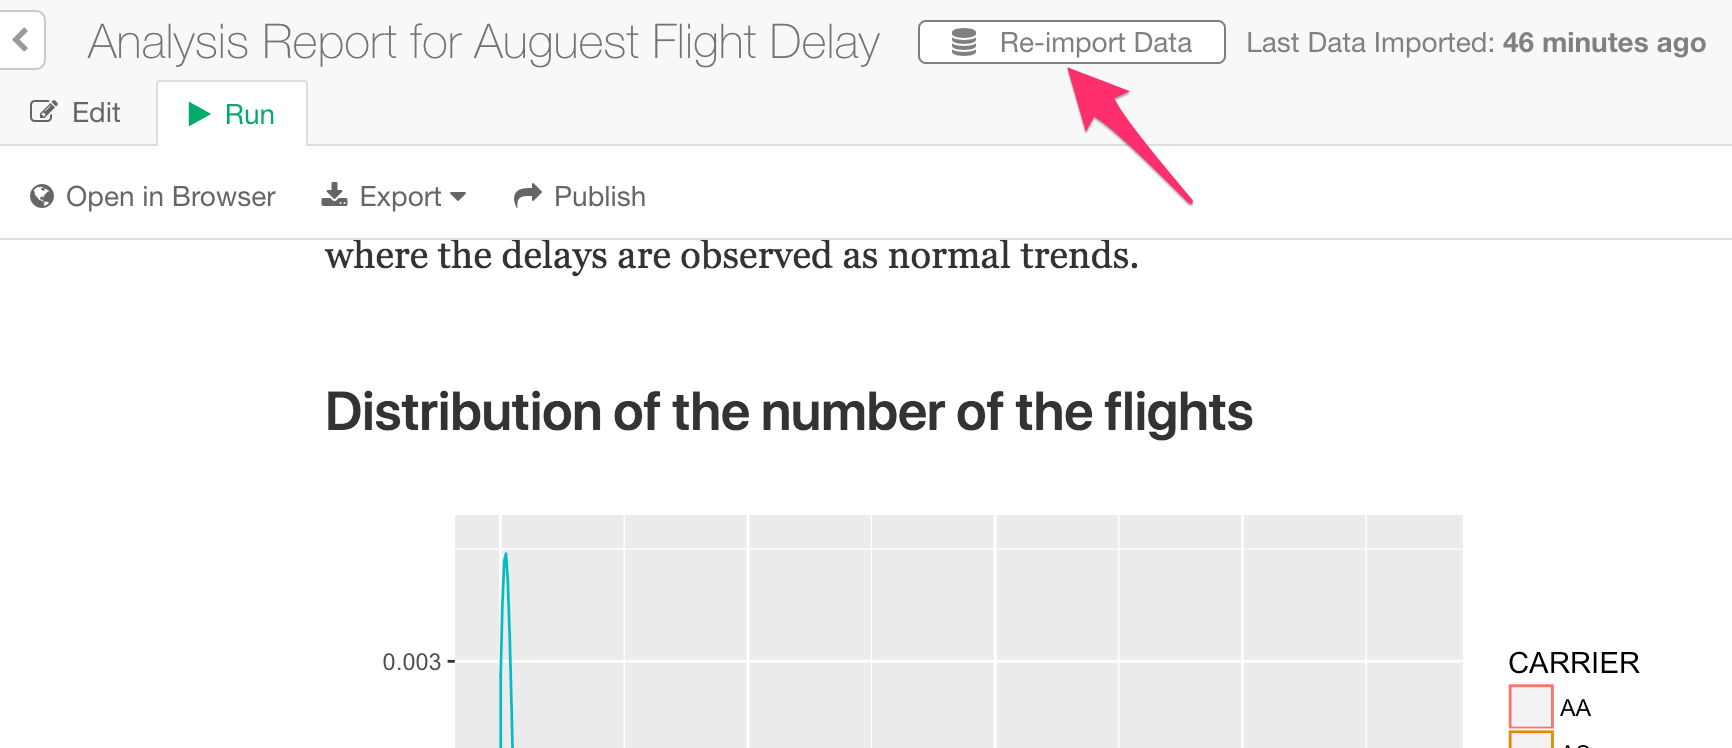 Analysis Report for Auguest Flight Delay
Re-import Data
Last Data Imported: 46 minutes ago
Edit
Run
Open in Browser
Export
Publish
where the delays are observed as normal trends.
Distribution of the number of the flights
0.003
CARRIER
AA